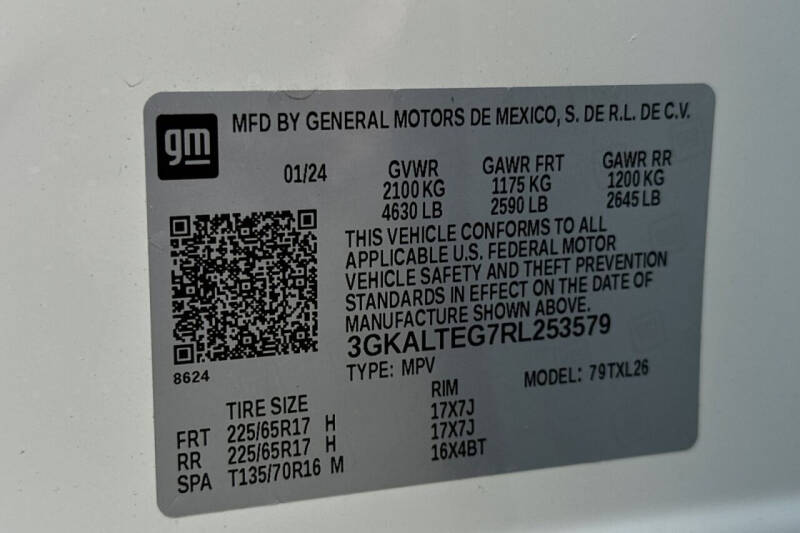 gm
MFD BY GENERAL MOTORS DE MEXICO, S. DE R.L. DE C.V.
01/24 GVWR GAWR FRT GAWR RR
2100 KG 1175 KG 1200 KG
4630 LB 2590 LB 2645 LB
THIS VEHICLE CONFORMS TO ALL
APPLICABLE U.S. FEDERAL MOTOR
VEHICLE SAFETY AND THEFT PREVENTION
STANDARDS IN EFFECT ON THE DATE OF
MANUFACTURE SHOWN ABOVE.
3GKALTEG7RL253579
8624
TYPE: MPV MODEL: 79TXL26
TIRE SIZE RIM
FRT 225/65R17 H 17X7J
RR 225/65R17 H 17X7J
SPA T135/70R16 M 16X4BT